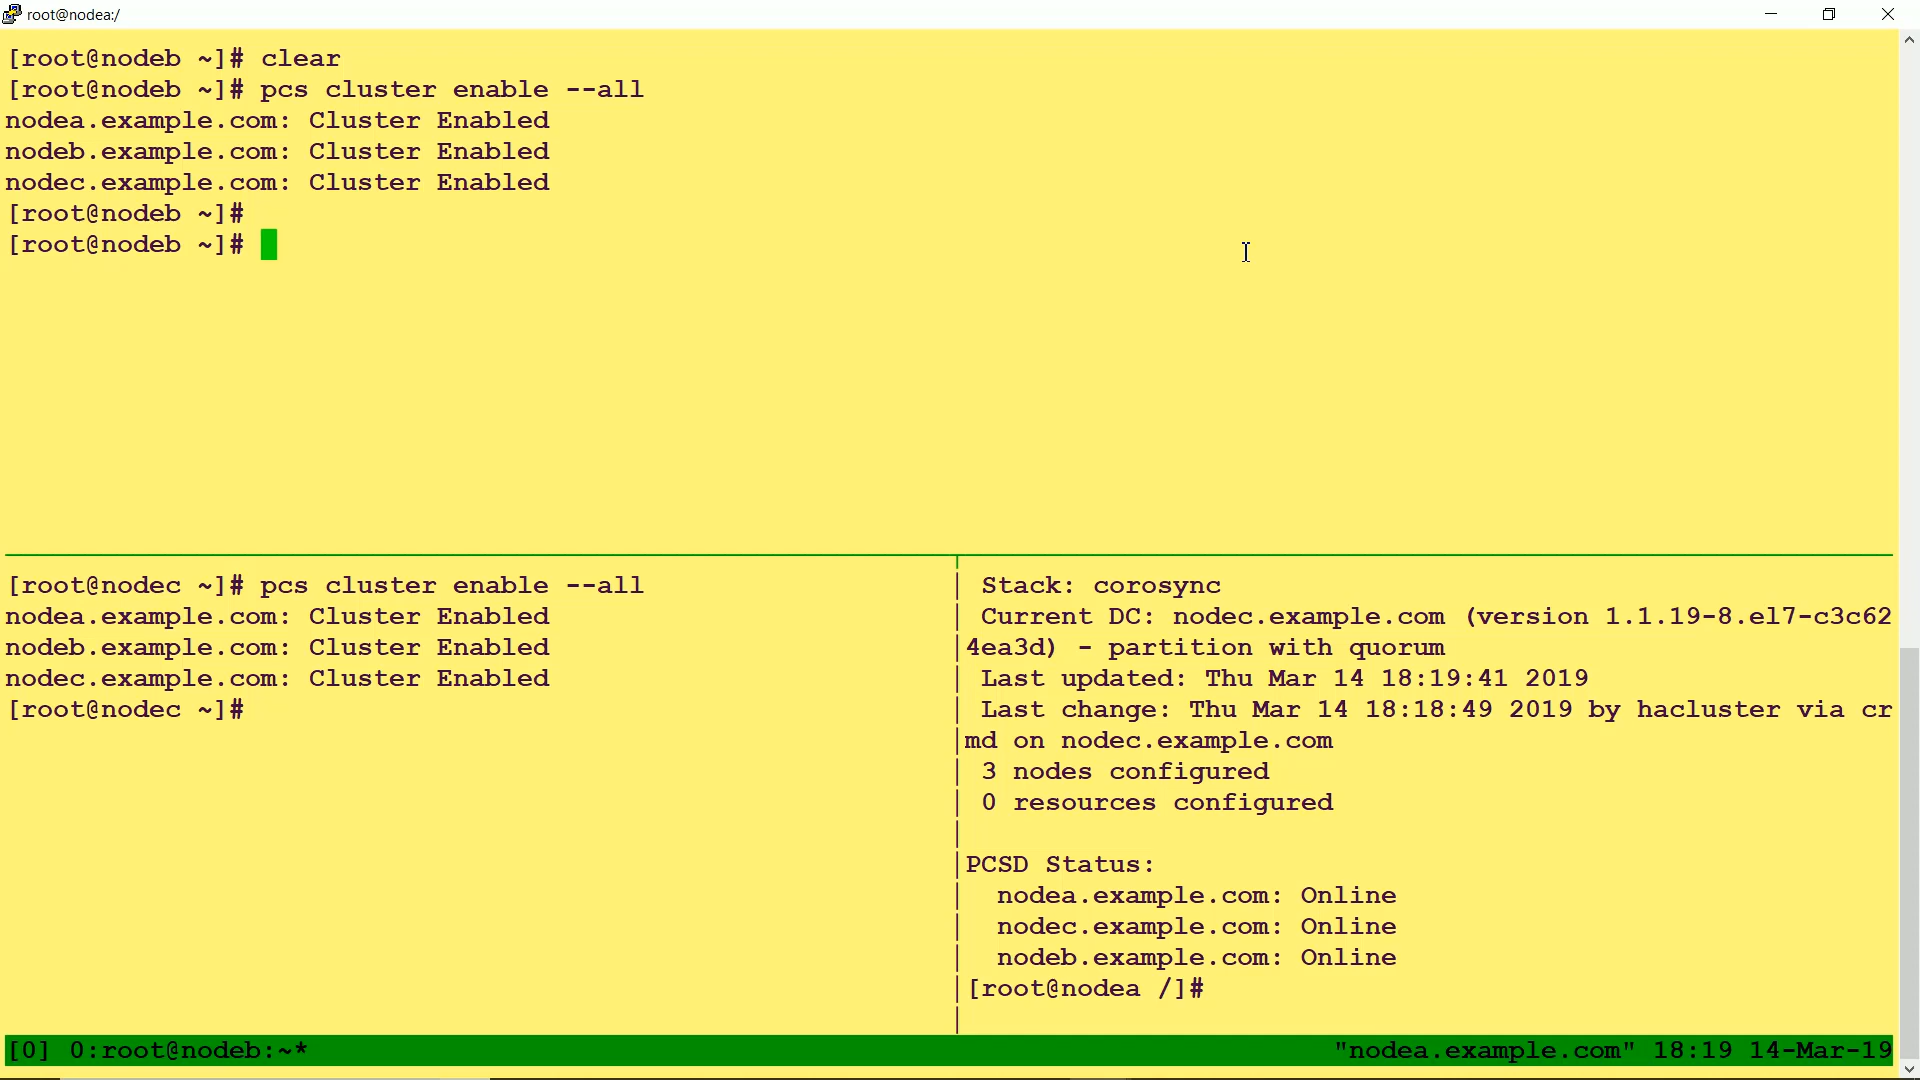 root@nodea:/
[root@nodeb ~]# clear
[root@nodeb ~]# pcs cluster enable --all
nodea.example.com: Cluster Enabled
nodeb.example.com: Cluster Enabled
nodec.example.com: Cluster Enabled
[root@nodeb ~]#
[root@nodeb ~]#
[root@nodec ~]# pcs cluster enable --all
nodea.example.com: Cluster Enabled
nodeb.example.com: Cluster Enabled
nodec.example.com: Cluster Enabled
[root@nodec ~]#
Stack: corosync
Current DC: nodec.example.com (version 1.1.19-8.el7-c3c62
4ea3d) - partition with quorum
Last updated: Thu Mar 14 18:19:41 2019
Last change: Thu Mar 14 18:18:49 2019 by hacluster via cr
md on nodec.example.com
3 nodes configured
0 resources configured
PCSD Status:
nodea.example.com: Online
nodec.example.com: Online
nodeb.example.com: Online
[root@nodea /]#
[0] 0:root@nodeb:~* "nodea.example.com" 18:19 14-Mar-19